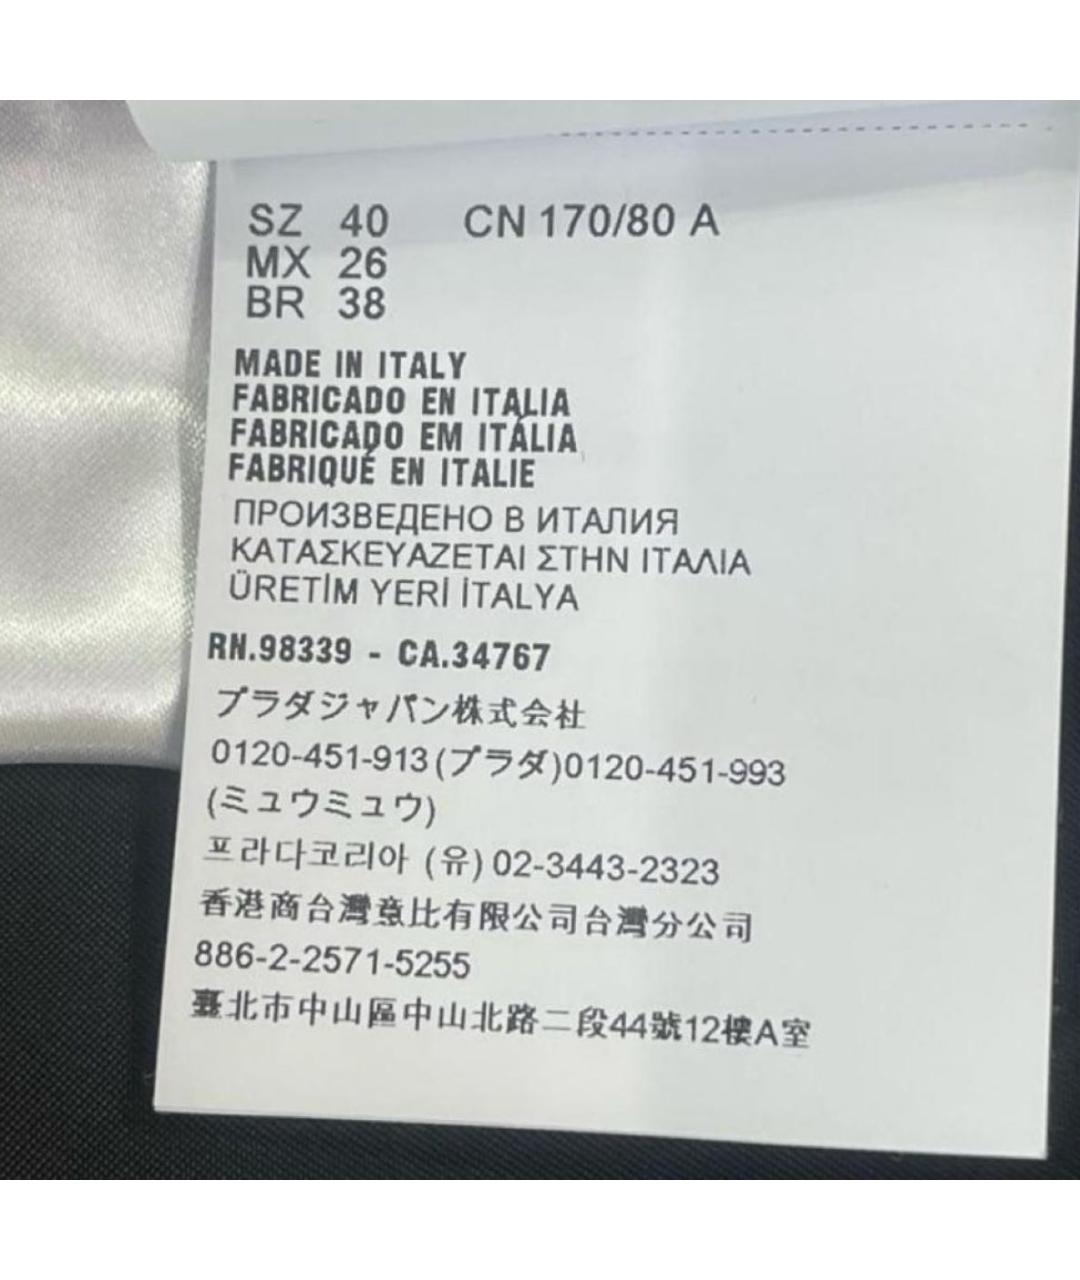 SZ 40 CN 170/80 A
MX 26
BR 38
MADE IN ITALY
FABRICADO EN ITALIA
FABRICADO EM ITÁLIA
FABRIQUÉ EN ITALIE
ПРОИЗВЕДЕНО В ИТАЛИЯ
ΚΑΤΑΣΚΕΥΑΖΕΤΑΙ ΣΤΗΝ ΙΤΑΛΙΑ
ÜRETİM YERİ İTALYA
RN.98339 - CA.34767
プラダジャパン株式会社
0120-451-913(プラダ)0120-451-993
(ミュウミュウ)
프라다코리아 (유) 02-3443-2323
香港商台灣意比有限公司台灣分公司
886-2-2571-5255
臺北市中山區中山北路二段44號12樓A室